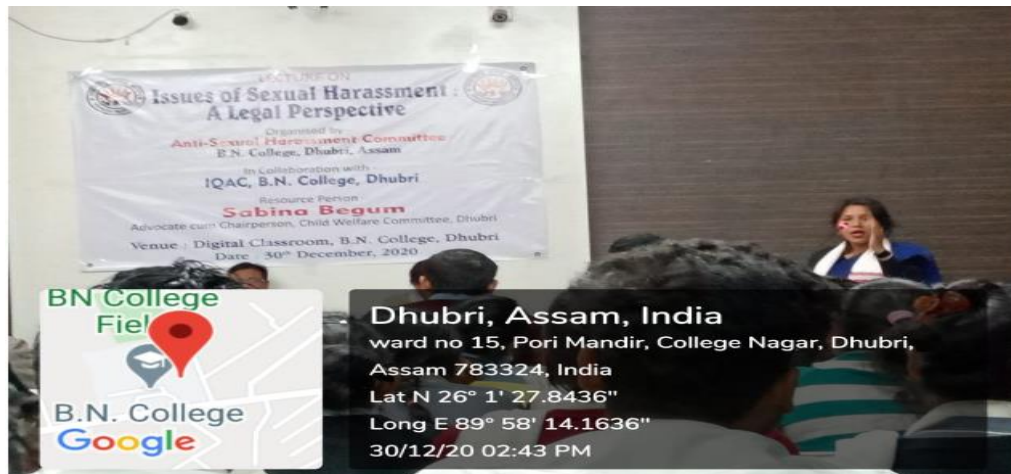 LECTURE ON
Issues of Sexual Harassment :
A Legal Perspective
Organised by
Anti-Sexual Harassment Committee
B.N. College, Dhubri, Assam
In Collaboration with
IQAC, B.N. College, Dhubri
Resource Person
Sabina Begum
Advocate cum Chairperson, Child Welfare Committee, Dhubri
Venue : Digital Classroom, B.N. College, Dhubri
Date : 30th December, 2020
BN College
Fiel
B.N. College
Google
Dhubri, Assam, India
ward no 15, Pori Mandir, College Nagar, Dhubri,
Assam 783324, India
Lat N 26° 1' 27.8436"
Long E 89° 58' 14.1636"
30/12/20 02:43 PM